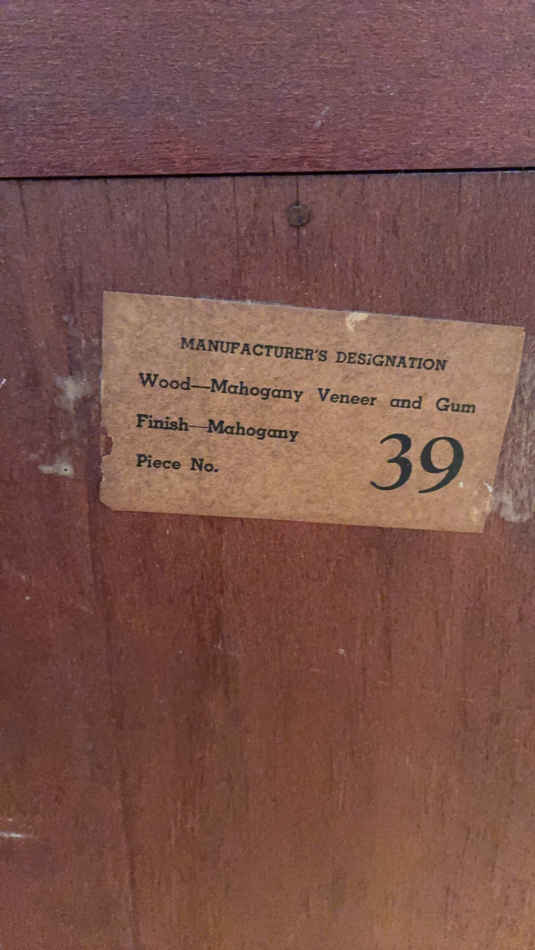 MANUFACTURER'S DESIGNATION
Wood—Mahogany Veneer and Gum
Finish—Mahogany
Piece No. 39